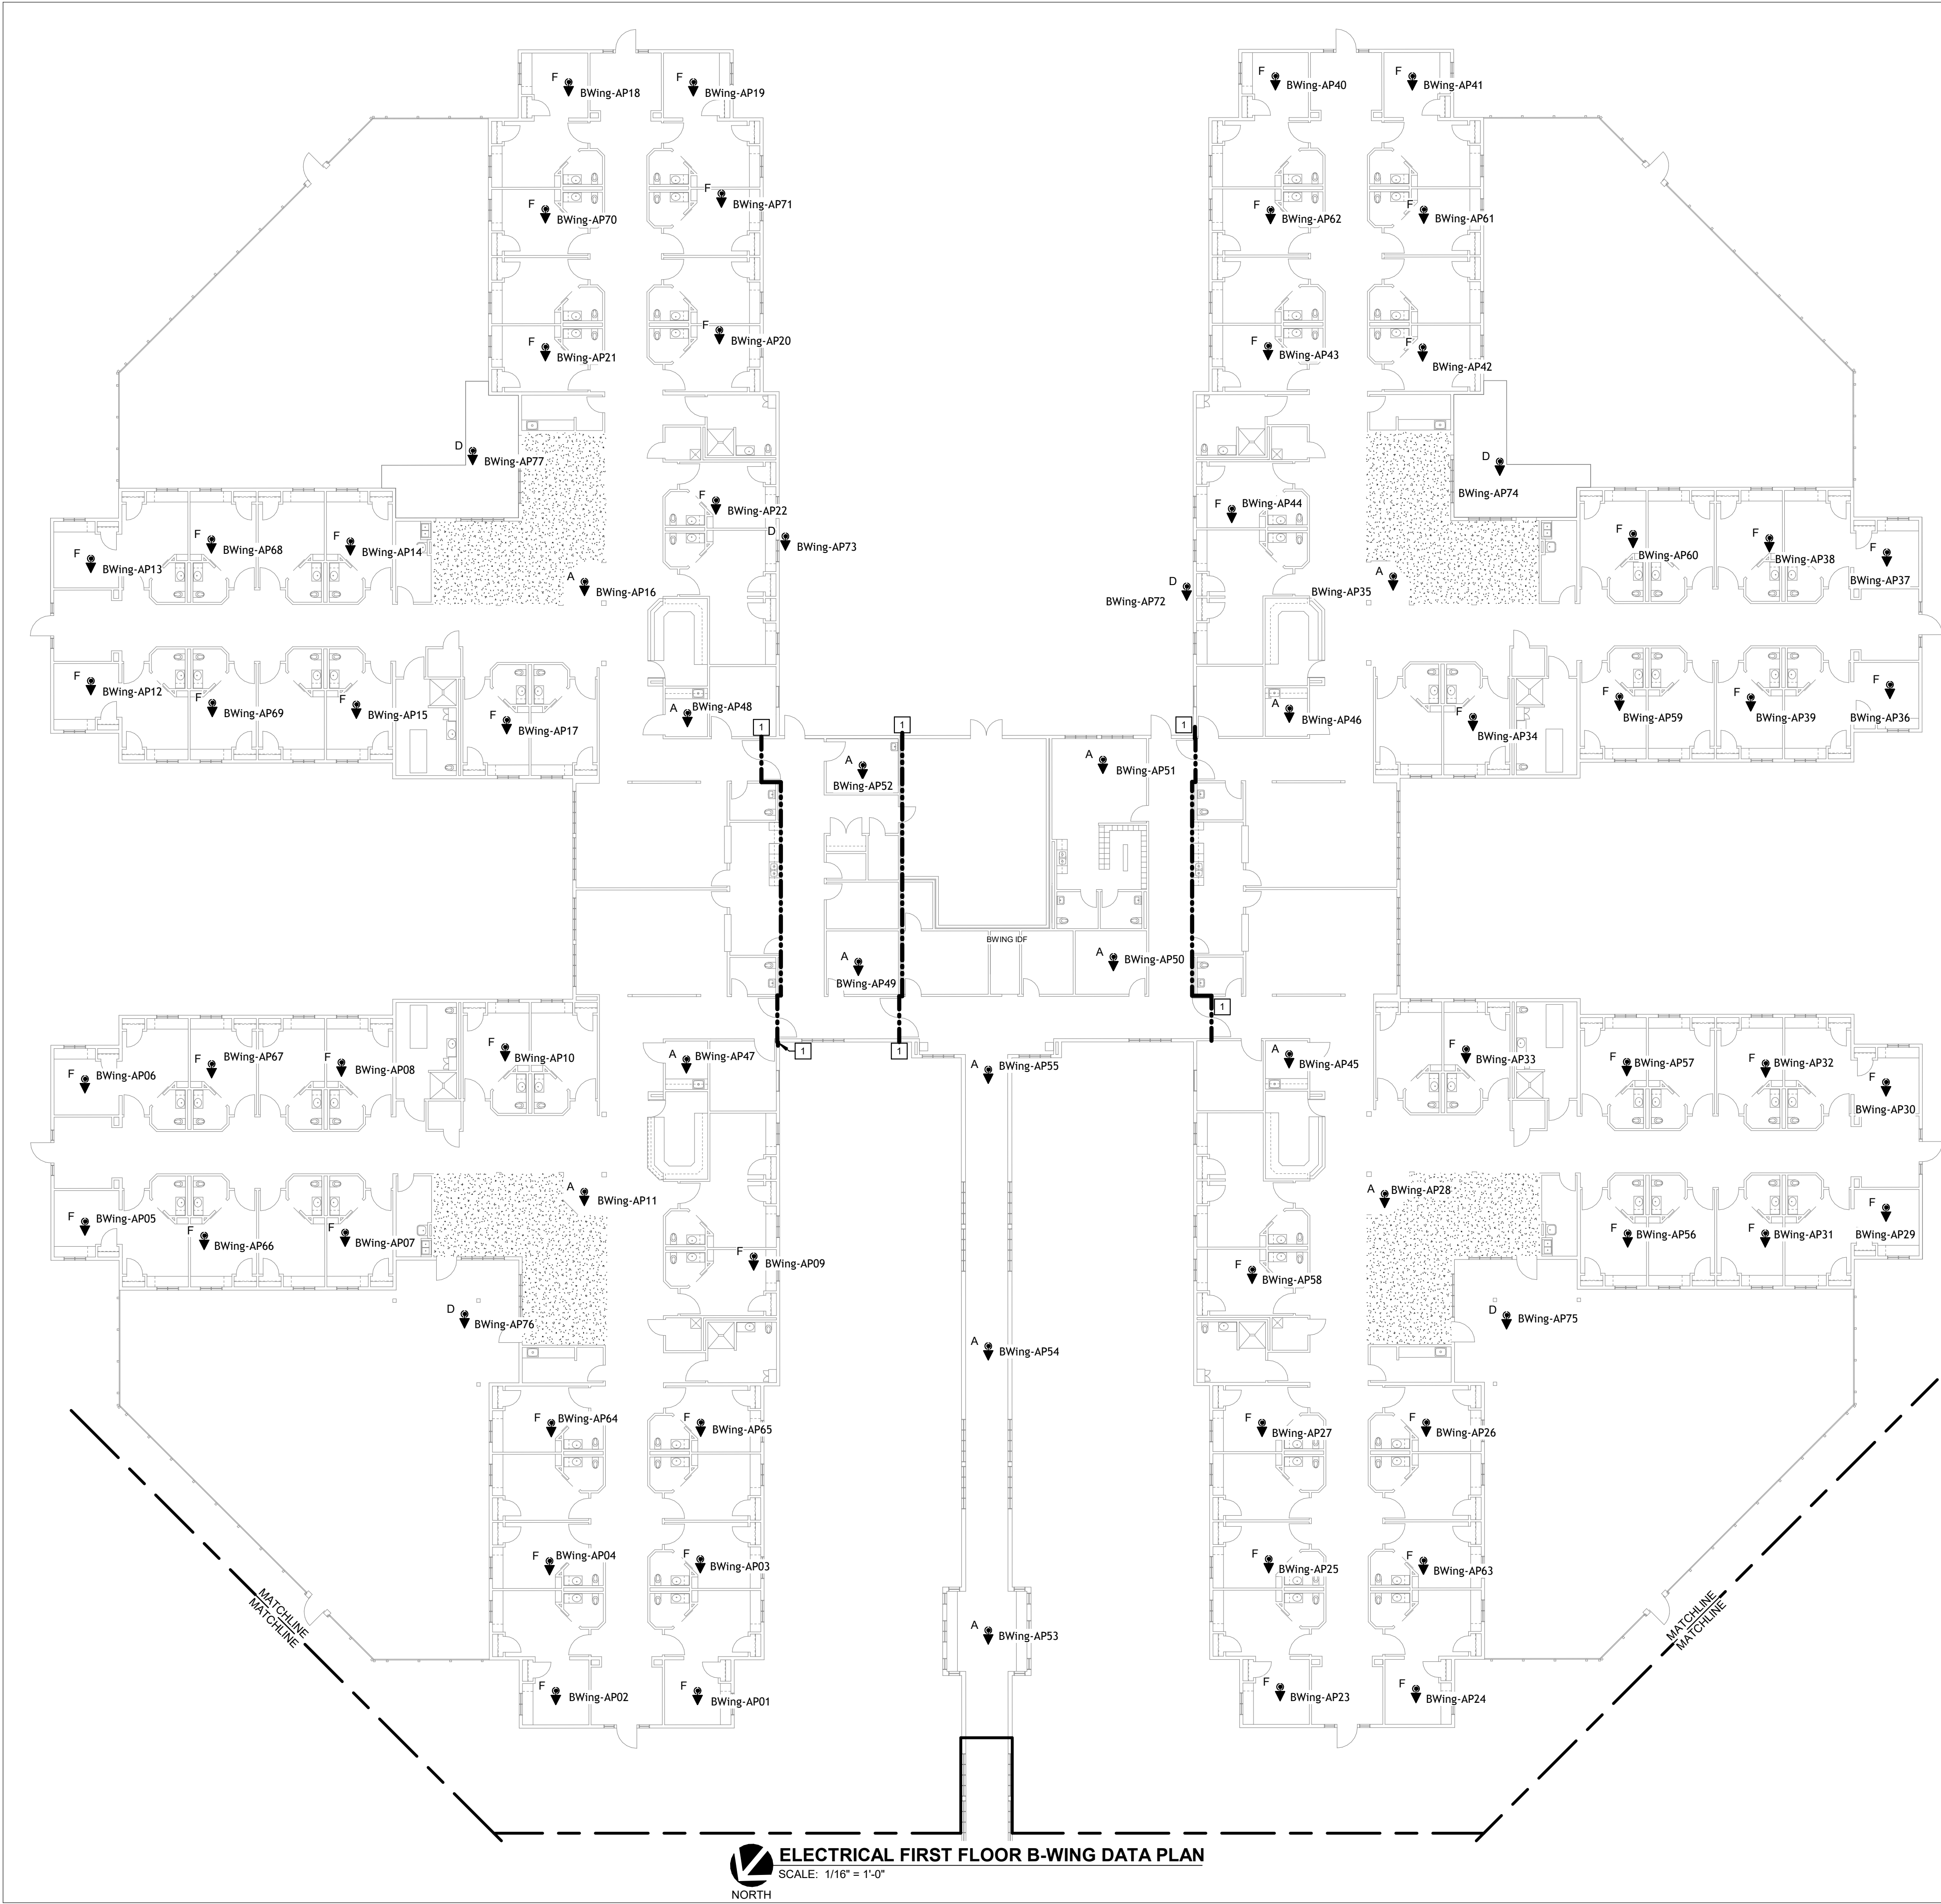 F
BWing-AP18
F
BWing-AP19
F
BWing-AP40
F
BWing-AP41
F
BWing-AP70
F
BWing-AP71
F
BWing-AP62
F
BWing-AP61
F
BWing-AP21
F
BWing-AP20
F
BWing-AP43
F
BWing-AP42
D
BWing-AP77
F
BWing-AP22
D
BWing-AP73
F
BWing-AP44
D
BWing-AP74
F
BWing-AP13
F
BWing-AP68
F
BWing-AP14
A
BWing-AP16
D
BWing-AP72
A
BWing-AP35
F
BWing-AP60
F
BWing-AP38
F
BWing-AP37
F
BWing-AP12
F
BWing-AP69
F
BWing-AP15
F
BWing-AP17
A
BWing-AP48
A
BWing-AP46
F
BWing-AP34
F
BWing-AP59
F
BWing-AP39
F
BWing-AP36
1
1
1
A
BWing-AP52
A
BWing-AP51
BWING IDF
A
BWing-AP49
A
BWing-AP50
1
1
1
F
BWing-AP06
F
BWing-AP67
F
BWing-AP08
F
BWing-AP10
A
BWing-AP47
A
BWing-AP55
A
BWing-AP45
F
BWing-AP33
F
BWing-AP57
F
BWing-AP32
F
BWing-AP30
F
BWing-AP05
F
BWing-AP66
F
BWing-AP07
A
BWing-AP11
F
BWing-AP09
F
BWing-AP58
A
BWing-AP28
F
BWing-AP56
F
BWing-AP31
F
BWing-AP29
D
BWing-AP76
A
BWing-AP54
D
BWing-AP75
F
BWing-AP64
F
BWing-AP65
F
BWing-AP27
F
BWing-AP26
F
BWing-AP04
F
BWing-AP03
F
BWing-AP25
F
BWing-AP63
MATCHLINE
MATCHLINE
A
BWing-AP53
MATCHLINE
MATCHLINE
F
BWing-AP02
F
BWing-AP01
F
BWing-AP23
F
BWing-AP24
ELECTRICAL FIRST FLOOR B-WING DATA PLAN
SCALE: 1/16" = 1'-0"
NORTH